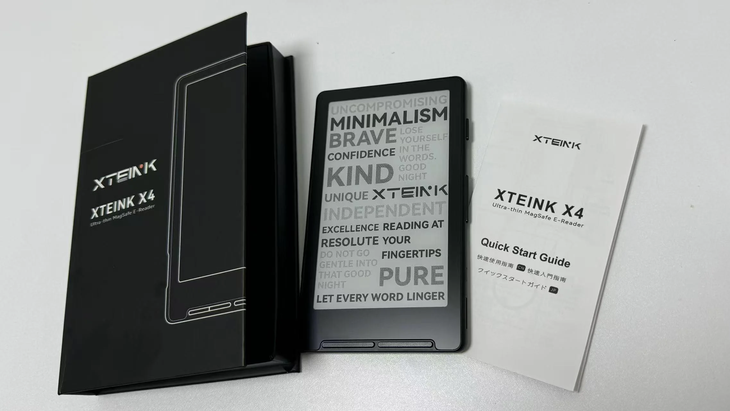 XTEINK
XTEINK X4
Ultra-thin MagSafe E-Reader
UNCOMPROMISING
MINIMALISM
BRAVE
LOSE
YOURSELF
IN THE
WORDS.
GOOD
NIGHT
CONFIDENCE
KIND
UNIQUE XTEINK
INDEPENDENT
EXCELLENCE READING AT
RESOLUTE YOUR
FINGERTIPS
DO NOT GO
GENTLE INTO
THAT GOOD
NIGHT
PURE
LET EVERY WORD LINGER
XTEINK
XTEINK X4
Ultra-thin MagSafe E-Reader
Quick Start Guide
快速使用指南 快速入門指南
クイックスタートガイド